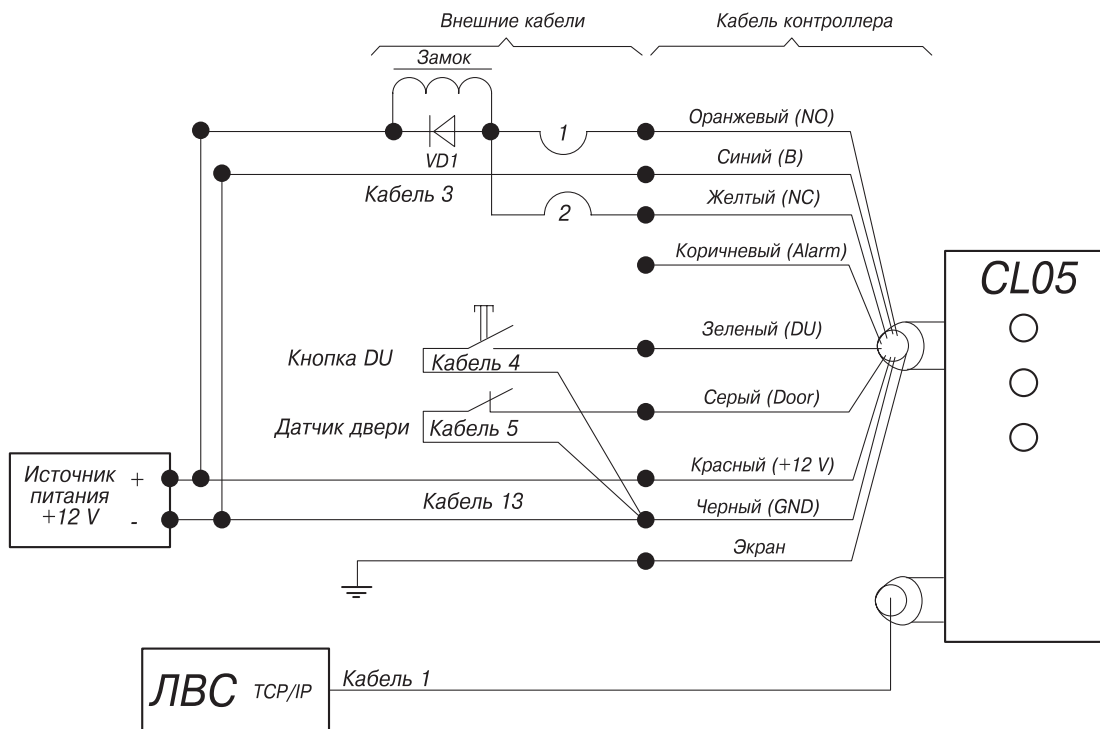 Внешние кабели
Кабель контроллера
Замок
Оранжевый (NO)
1
VD1
Синий (B)
Кабель 3
Желтый (NC)
2
Коричневый (Alarm)
CL05
Зеленый (DU)
Кнопка DU
Кабель 4
Серый (Door)
Датчик двери
Кабель 5
Источник
питания
+12 V
+
-
Красный (+12 V)
Кабель 13
Черный (GND)
Экран
ЛВС TCP/IP
Кабель 1